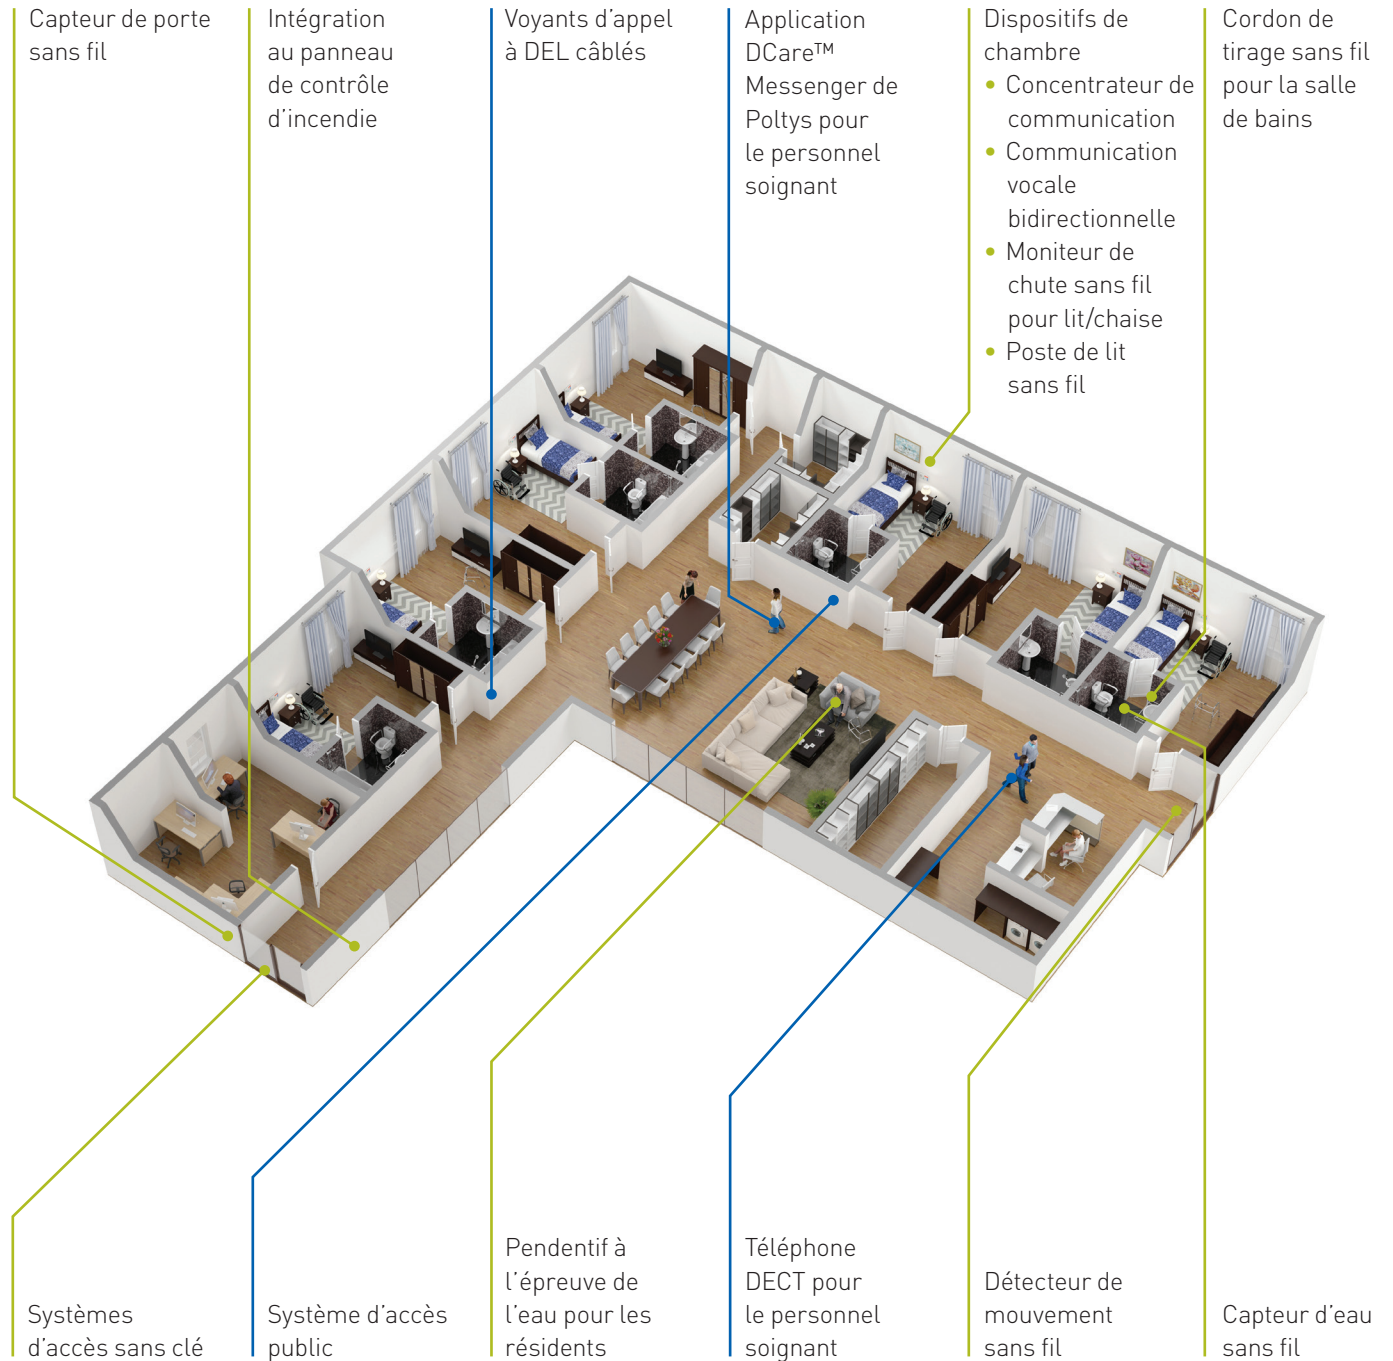 Capteur de porte
sans fil
Intégration
au panneau
de contrôle
d’incendie
Voyants d’appel
à DEL câblés
Application
DCare™
Messenger de
Poltys pour
le personnel
soignant
Dispositifs de
chambre
• Concentrateur de
communication
• Communication
vocale
bidirectionnelle
• Moniteur de
chute sans fil
pour lit/chaise
• Poste de lit
sans fil
Cordon de
tirage sans fil
pour la salle
de bains
Systèmes
d’accès sans clé
Système d’accès
public
Pendentif à
l’épreuve de
l’eau pour les
résidents
Téléphone
DECT pour
le personnel
soignant
Détecteur de
mouvement
sans fil
Capteur d’eau
sans fil